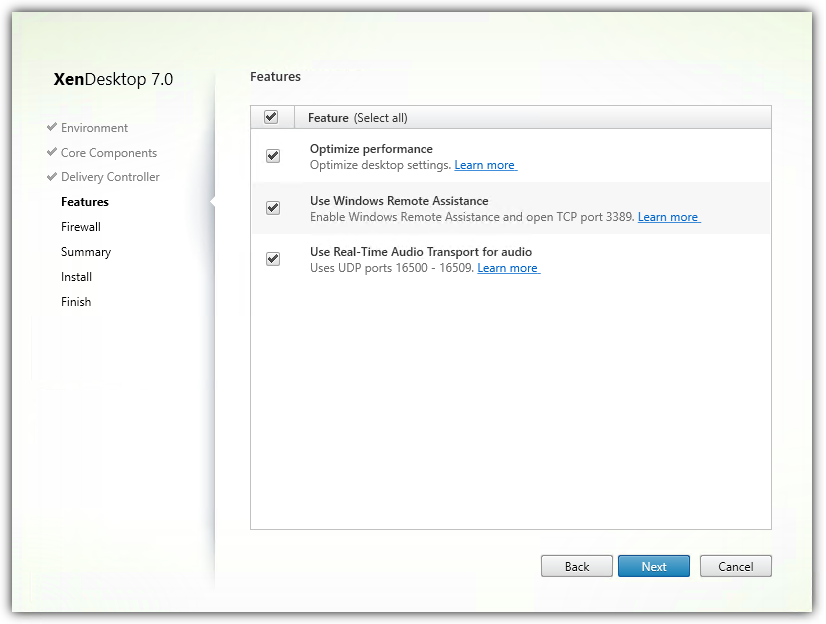 XenDesktop 7.0
Environment
Core Components
Delivery Controller
Features
Firewall
Summary
Install
Finish
Features
Feature (Select all)
Optimize performance
Optimize desktop settings. Learn more
Use Windows Remote Assistance
Enable Windows Remote Assistance and open TCP port 3389. Learn more
Use Real-Time Audio Transport for audio
Uses UDP ports 16500 - 16509. Learn more
Back
Next
Cancel